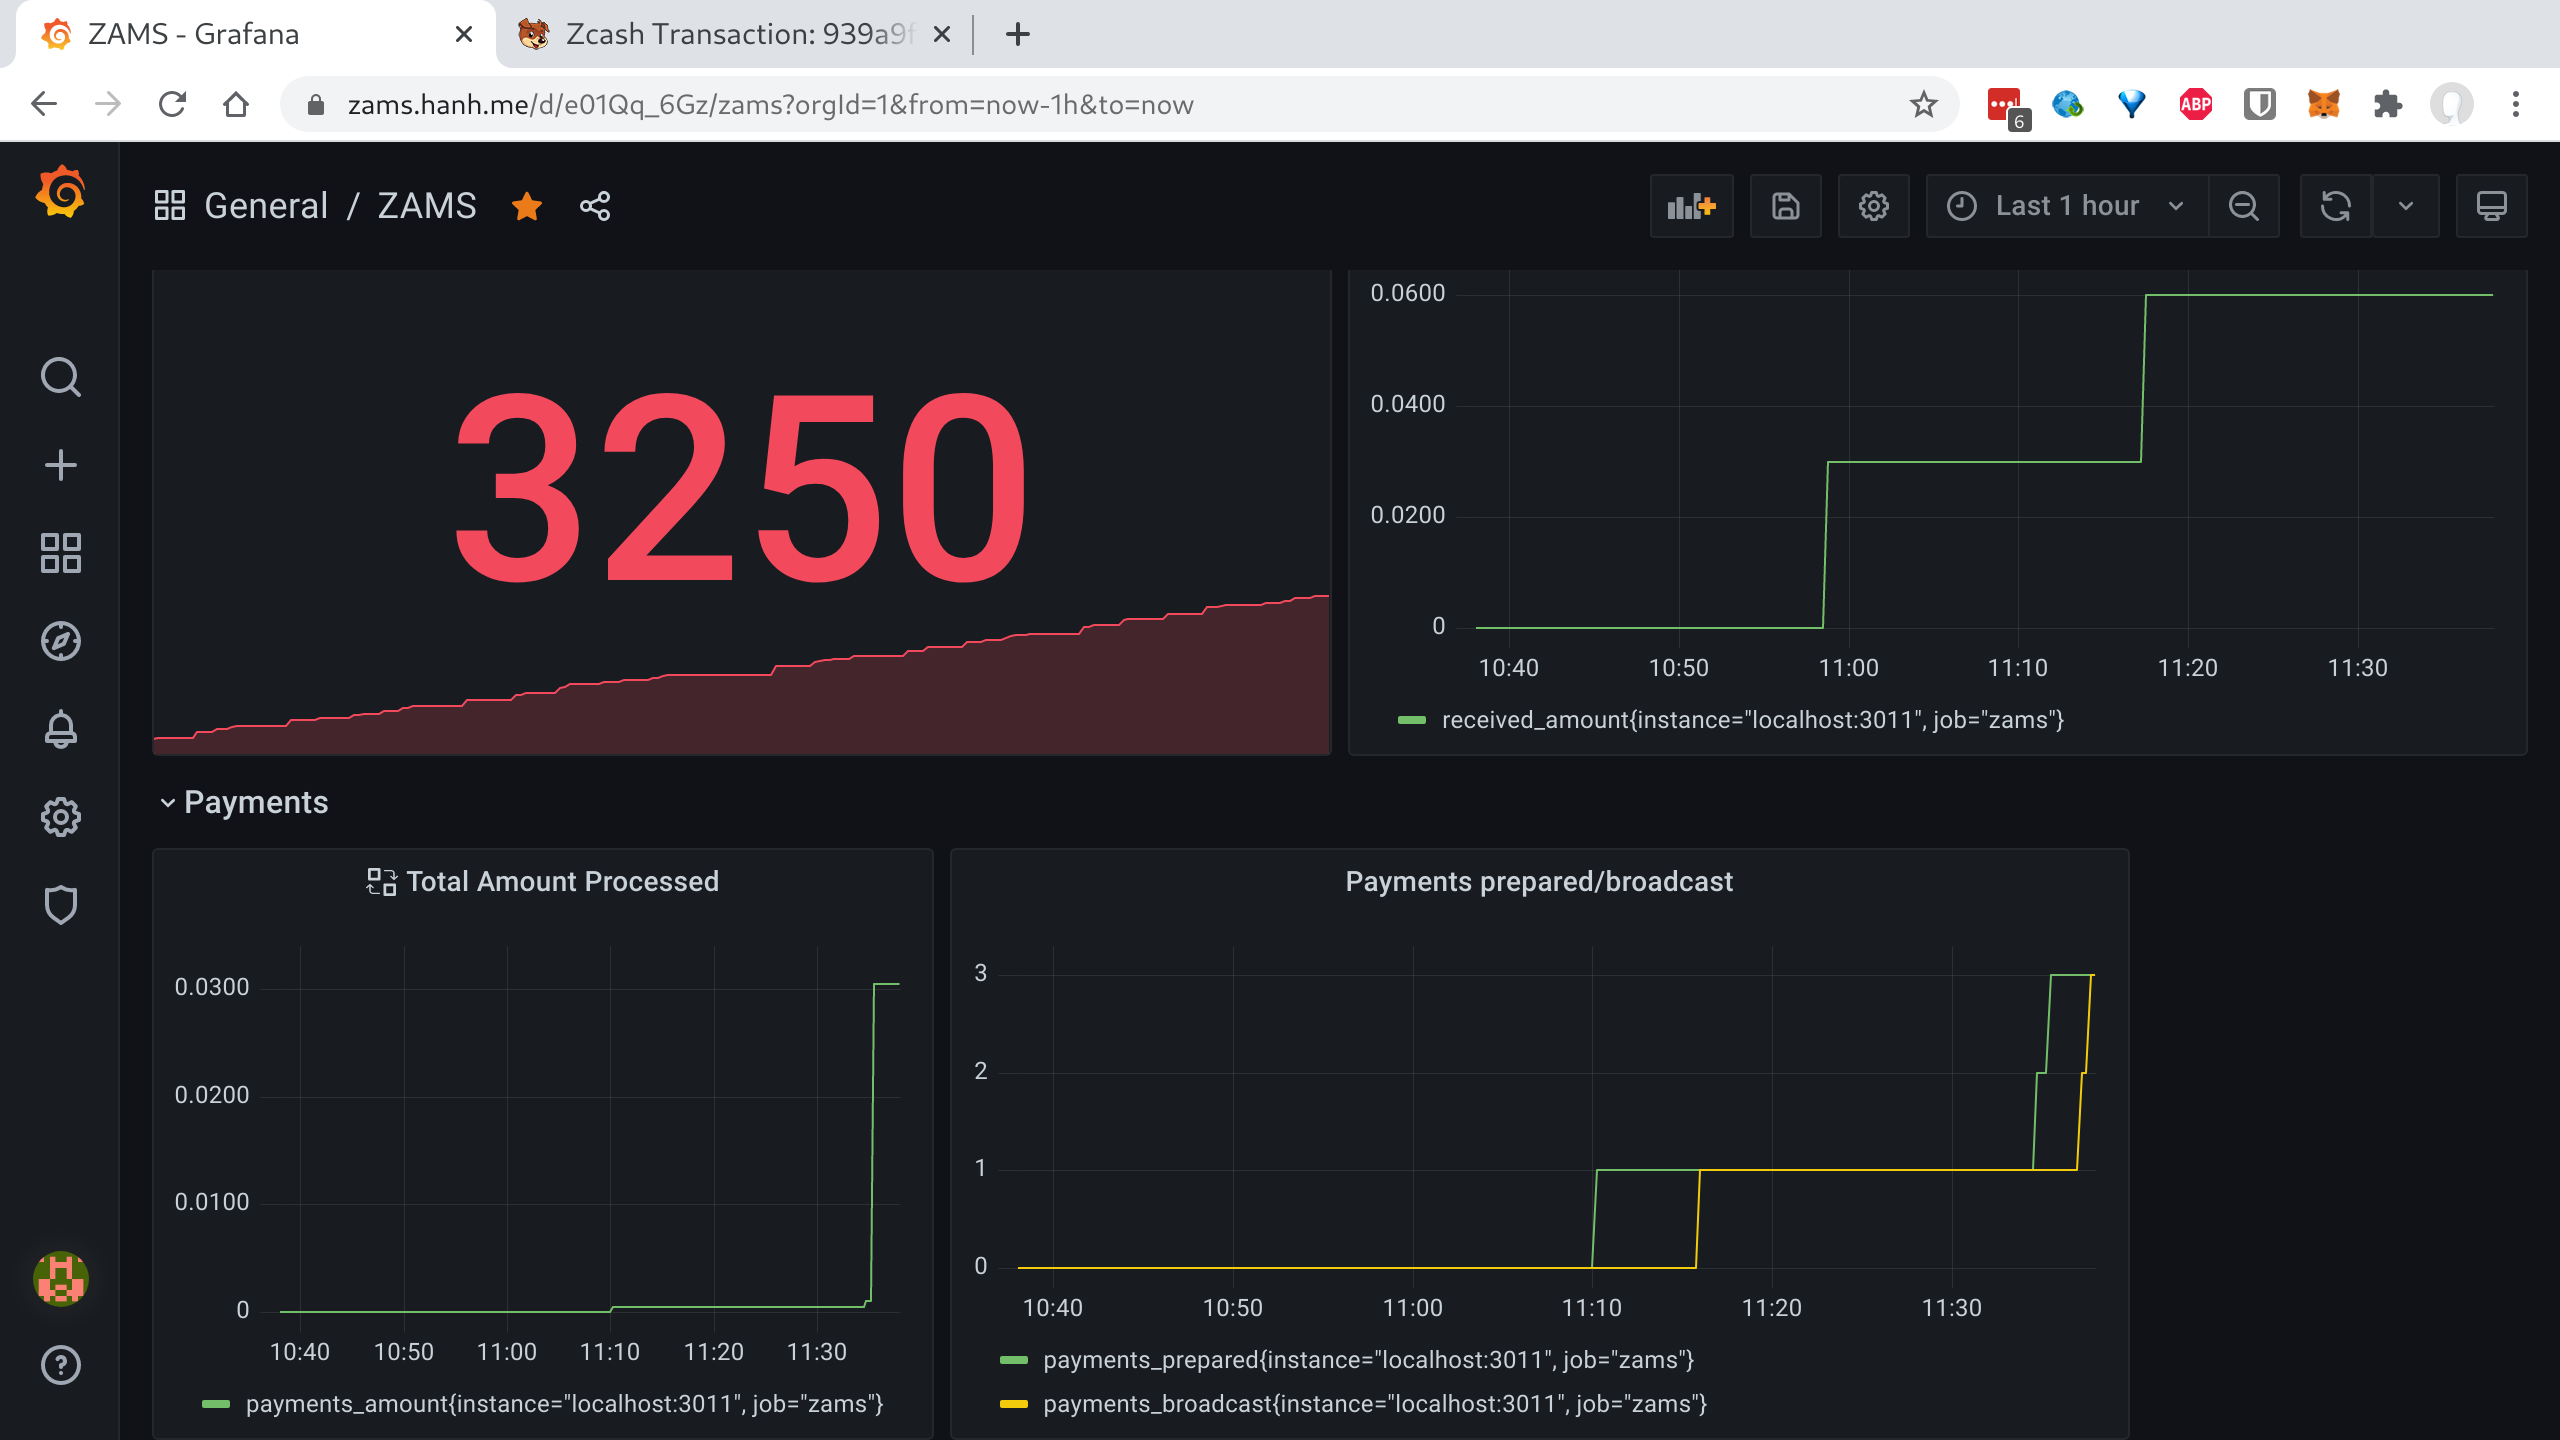 ZAMS - Grafana
Zcash Transaction: 939a9f
zams.hanh.me/d/e01Qq_6Gz/zams?orgId=1&from=now-1h&to=now
ABP
6
General / ZAMS
Last 1 hour
3250
0.0600
0.0400
0.0200
0
10:40 10:50 11:00 11:10 11:20 11:30
received_amount{instance="localhost:3011", job="zams"}
Payments
Total Amount Processed
0.0300
0.0200
0.0100
0
10:40 10:50 11:00 11:10 11:20 11:30
payments_amount{instance="localhost:3011", job="zams"}
Payments prepared/broadcast
3
2
1
0
10:40 10:50 11:00 11:10 11:20 11:30
payments_prepared{instance="localhost:3011", job="zams"}
payments_broadcast{instance="localhost:3011", job="zams"}